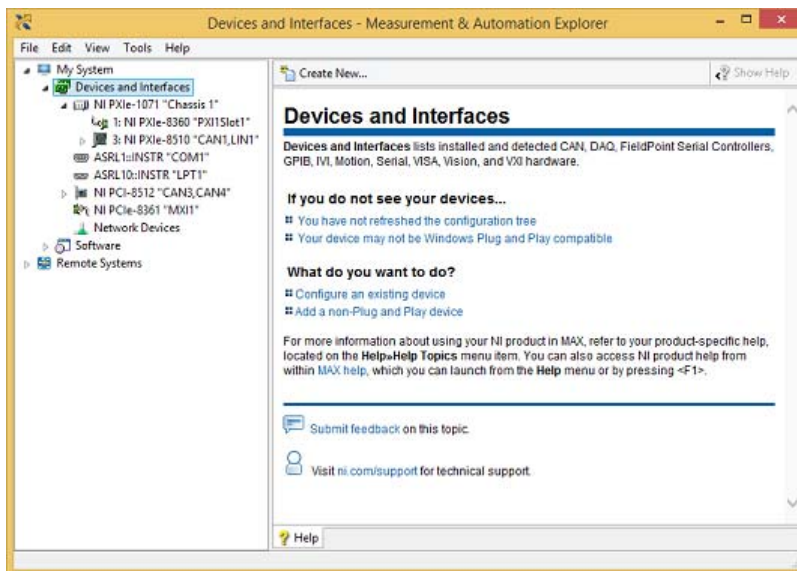 Devices and Interfaces - Measurement & Automation Explorer
File Edit View Tools Help
My System
Devices and Interfaces
NI PXIe-1071 "Chassis 1"
1: NI PXIe-8360 "PXI1Slot1"
3: NI PXIe-8510 "CAN1,LIN1"
ASRL1::INSTR "COM1"
ASRL10::INSTR "LPT1"
NI PCI-8512 "CAN3,CAN4"
NI PCIe-8361 "MXI1"
Network Devices
Software
Remote Systems
Create New...
Show Help
Devices and Interfaces
Devices and Interfaces lists installed and detected CAN, DAQ, FieldPoint Serial Controllers,
GPIB, IVI, Motion, Serial, VISA, Vision, and VXI hardware.
If you do not see your devices...
You have not refreshed the configuration tree
Your device may not be Windows Plug and Play compatible
What do you want to do?
Configure an existing device
Add a non-Plug and Play device
For more information about using your NI product in MAX, refer to your product-specific help,
located on the Help»Help Topics menu item. You can also access NI product help from
within MAX help, which you can launch from the Help menu or by pressing <F1>.
Submit feedback on this topic.
Visit ni.com/support for technical support.
Help